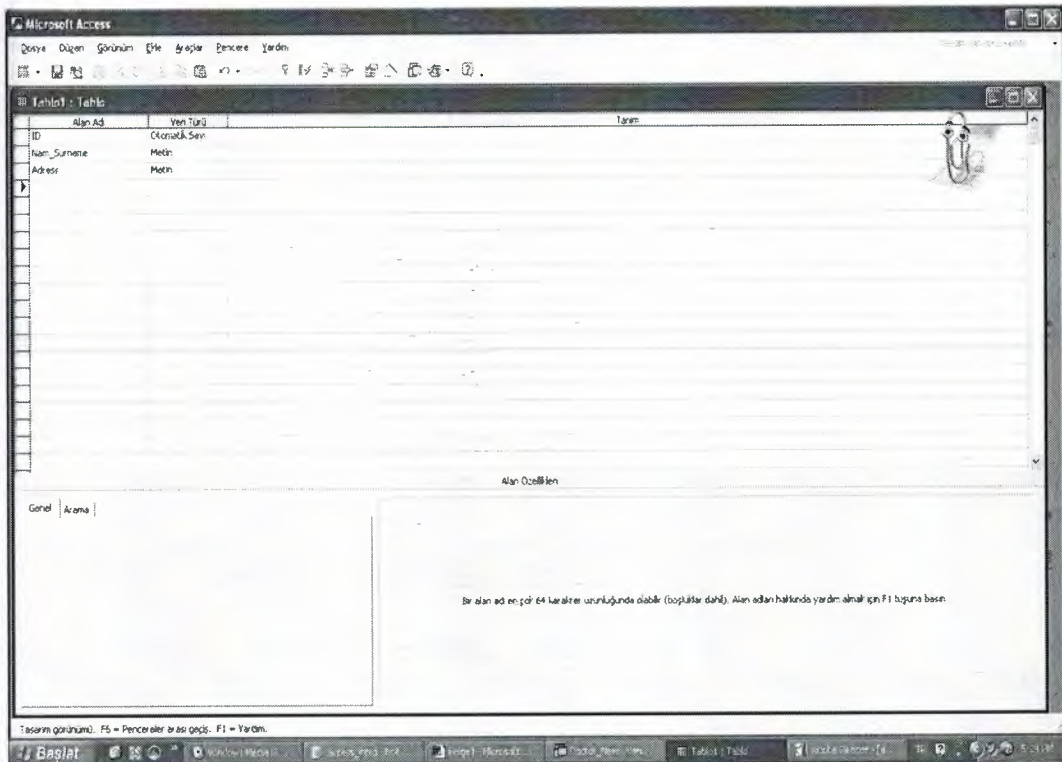 Microsoft Access
Dosya Düzen Görünüm Ekle Araçlar Pencere Yardım
Tablo1 : Tablo
Alan Adı Veri Türü Tanım
ID Otomatik Sayı
Nam_Surname Metin
Adress Metin
Alan Özellikleri
Genel Arama
Bir alan adı en çok 64 karakter uzunluğunda olabilir (boşluklar dahil). Alan adları hakkında yardım almak için F1 tuşuna basın.
Tasarım görünümü. F6 = Pencereler arası geçiş. F1 = Yardım.
Başlat Tablo1 : Tablo